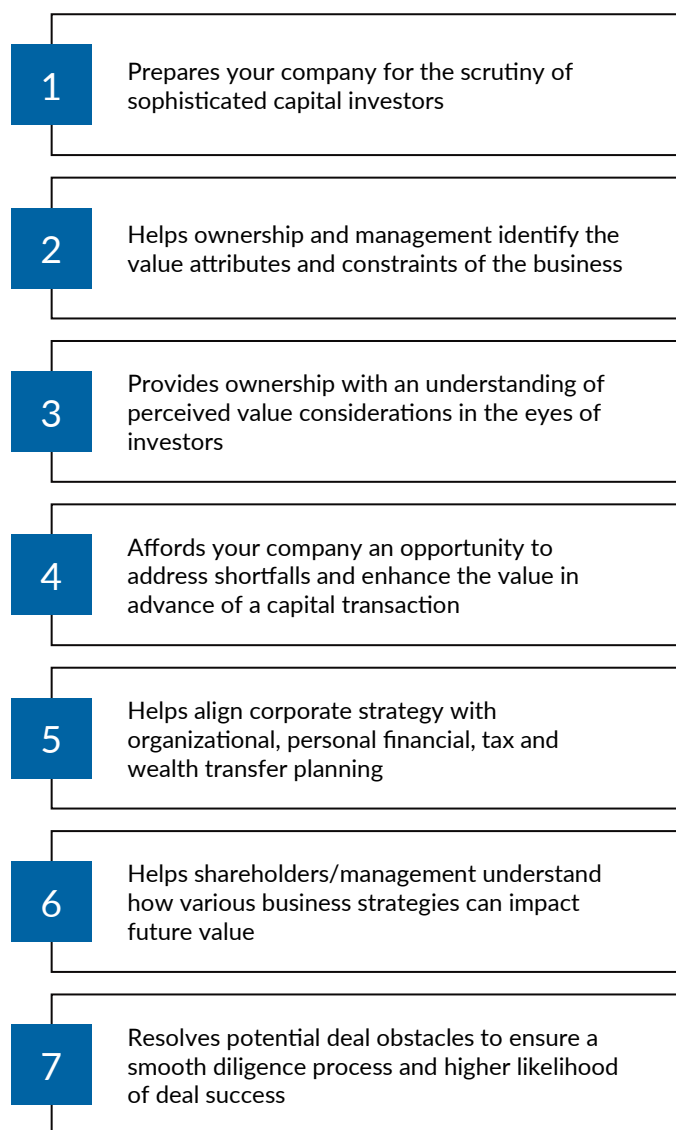 1
Prepares your company for the scrutiny of
sophisticated capital investors
2
Helps ownership and management identify the
value attributes and constraints of the business
3
Provides ownership with an understanding of
perceived value considerations in the eyes of
investors
4
Affords your company an opportunity to
address shortfalls and enhance the value in
advance of a capital transaction
5
Helps align corporate strategy with
organizational, personal financial, tax and
wealth transfer planning
6
Helps shareholders/management understand
how various business strategies can impact
future value
7
Resolves potential deal obstacles to ensure a
smooth diligence process and higher likelihood
of deal success